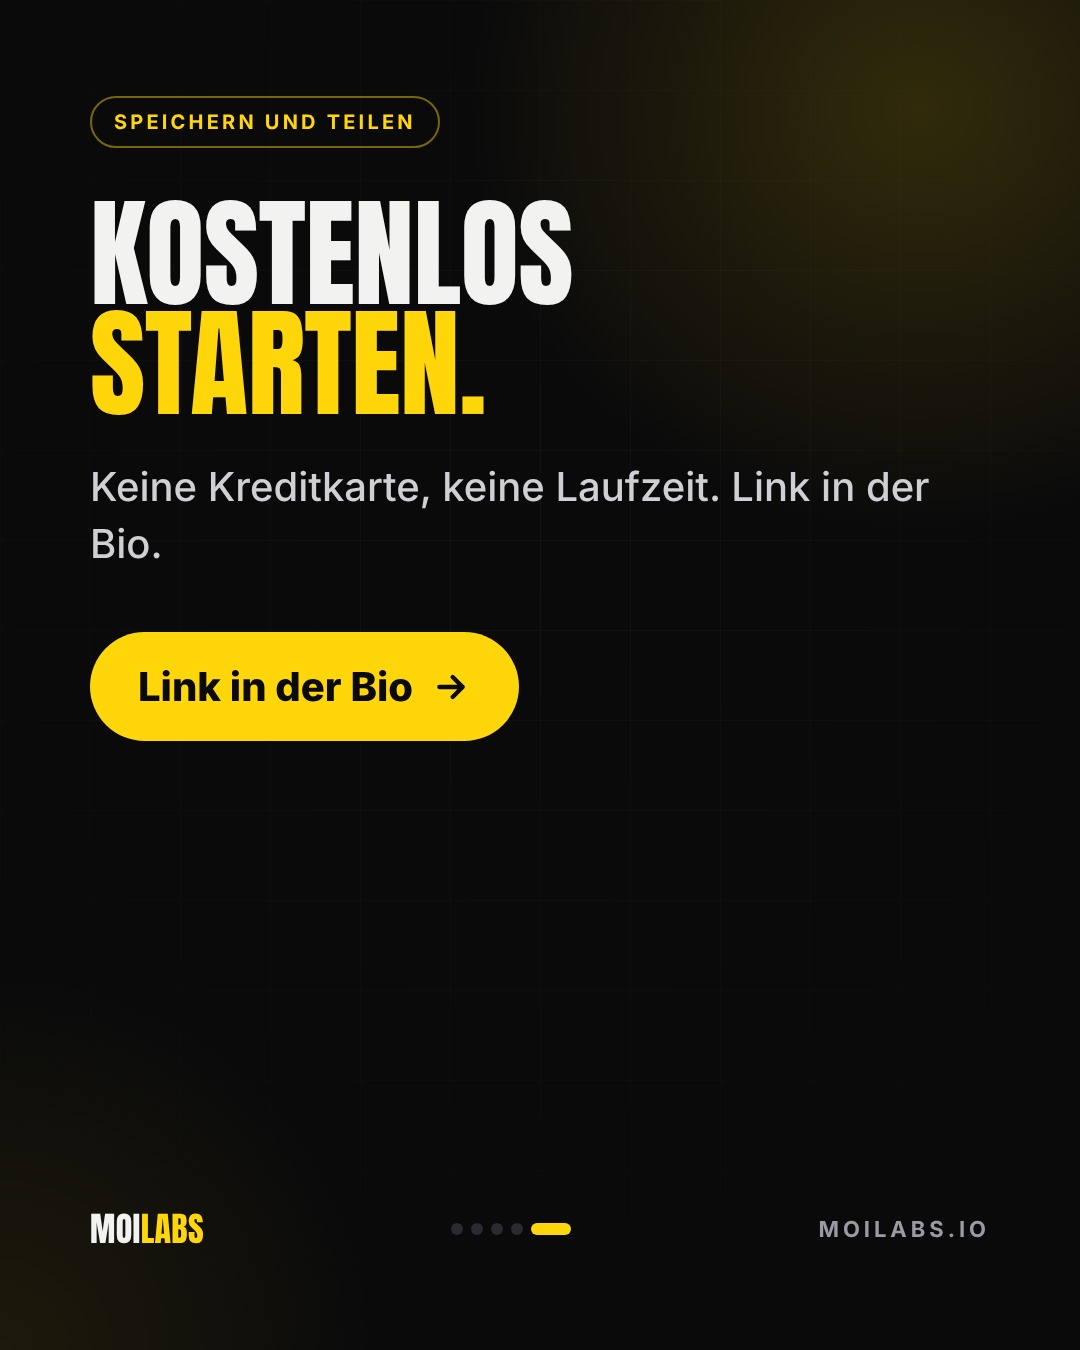 SPEICHERN UND TEILEN
KOSTENLOS
STARTEN.
Keine Kreditkarte, keine Laufzeit. Link in der
Bio.
Link in der Bio →
MOILABS
MOILABS.IO